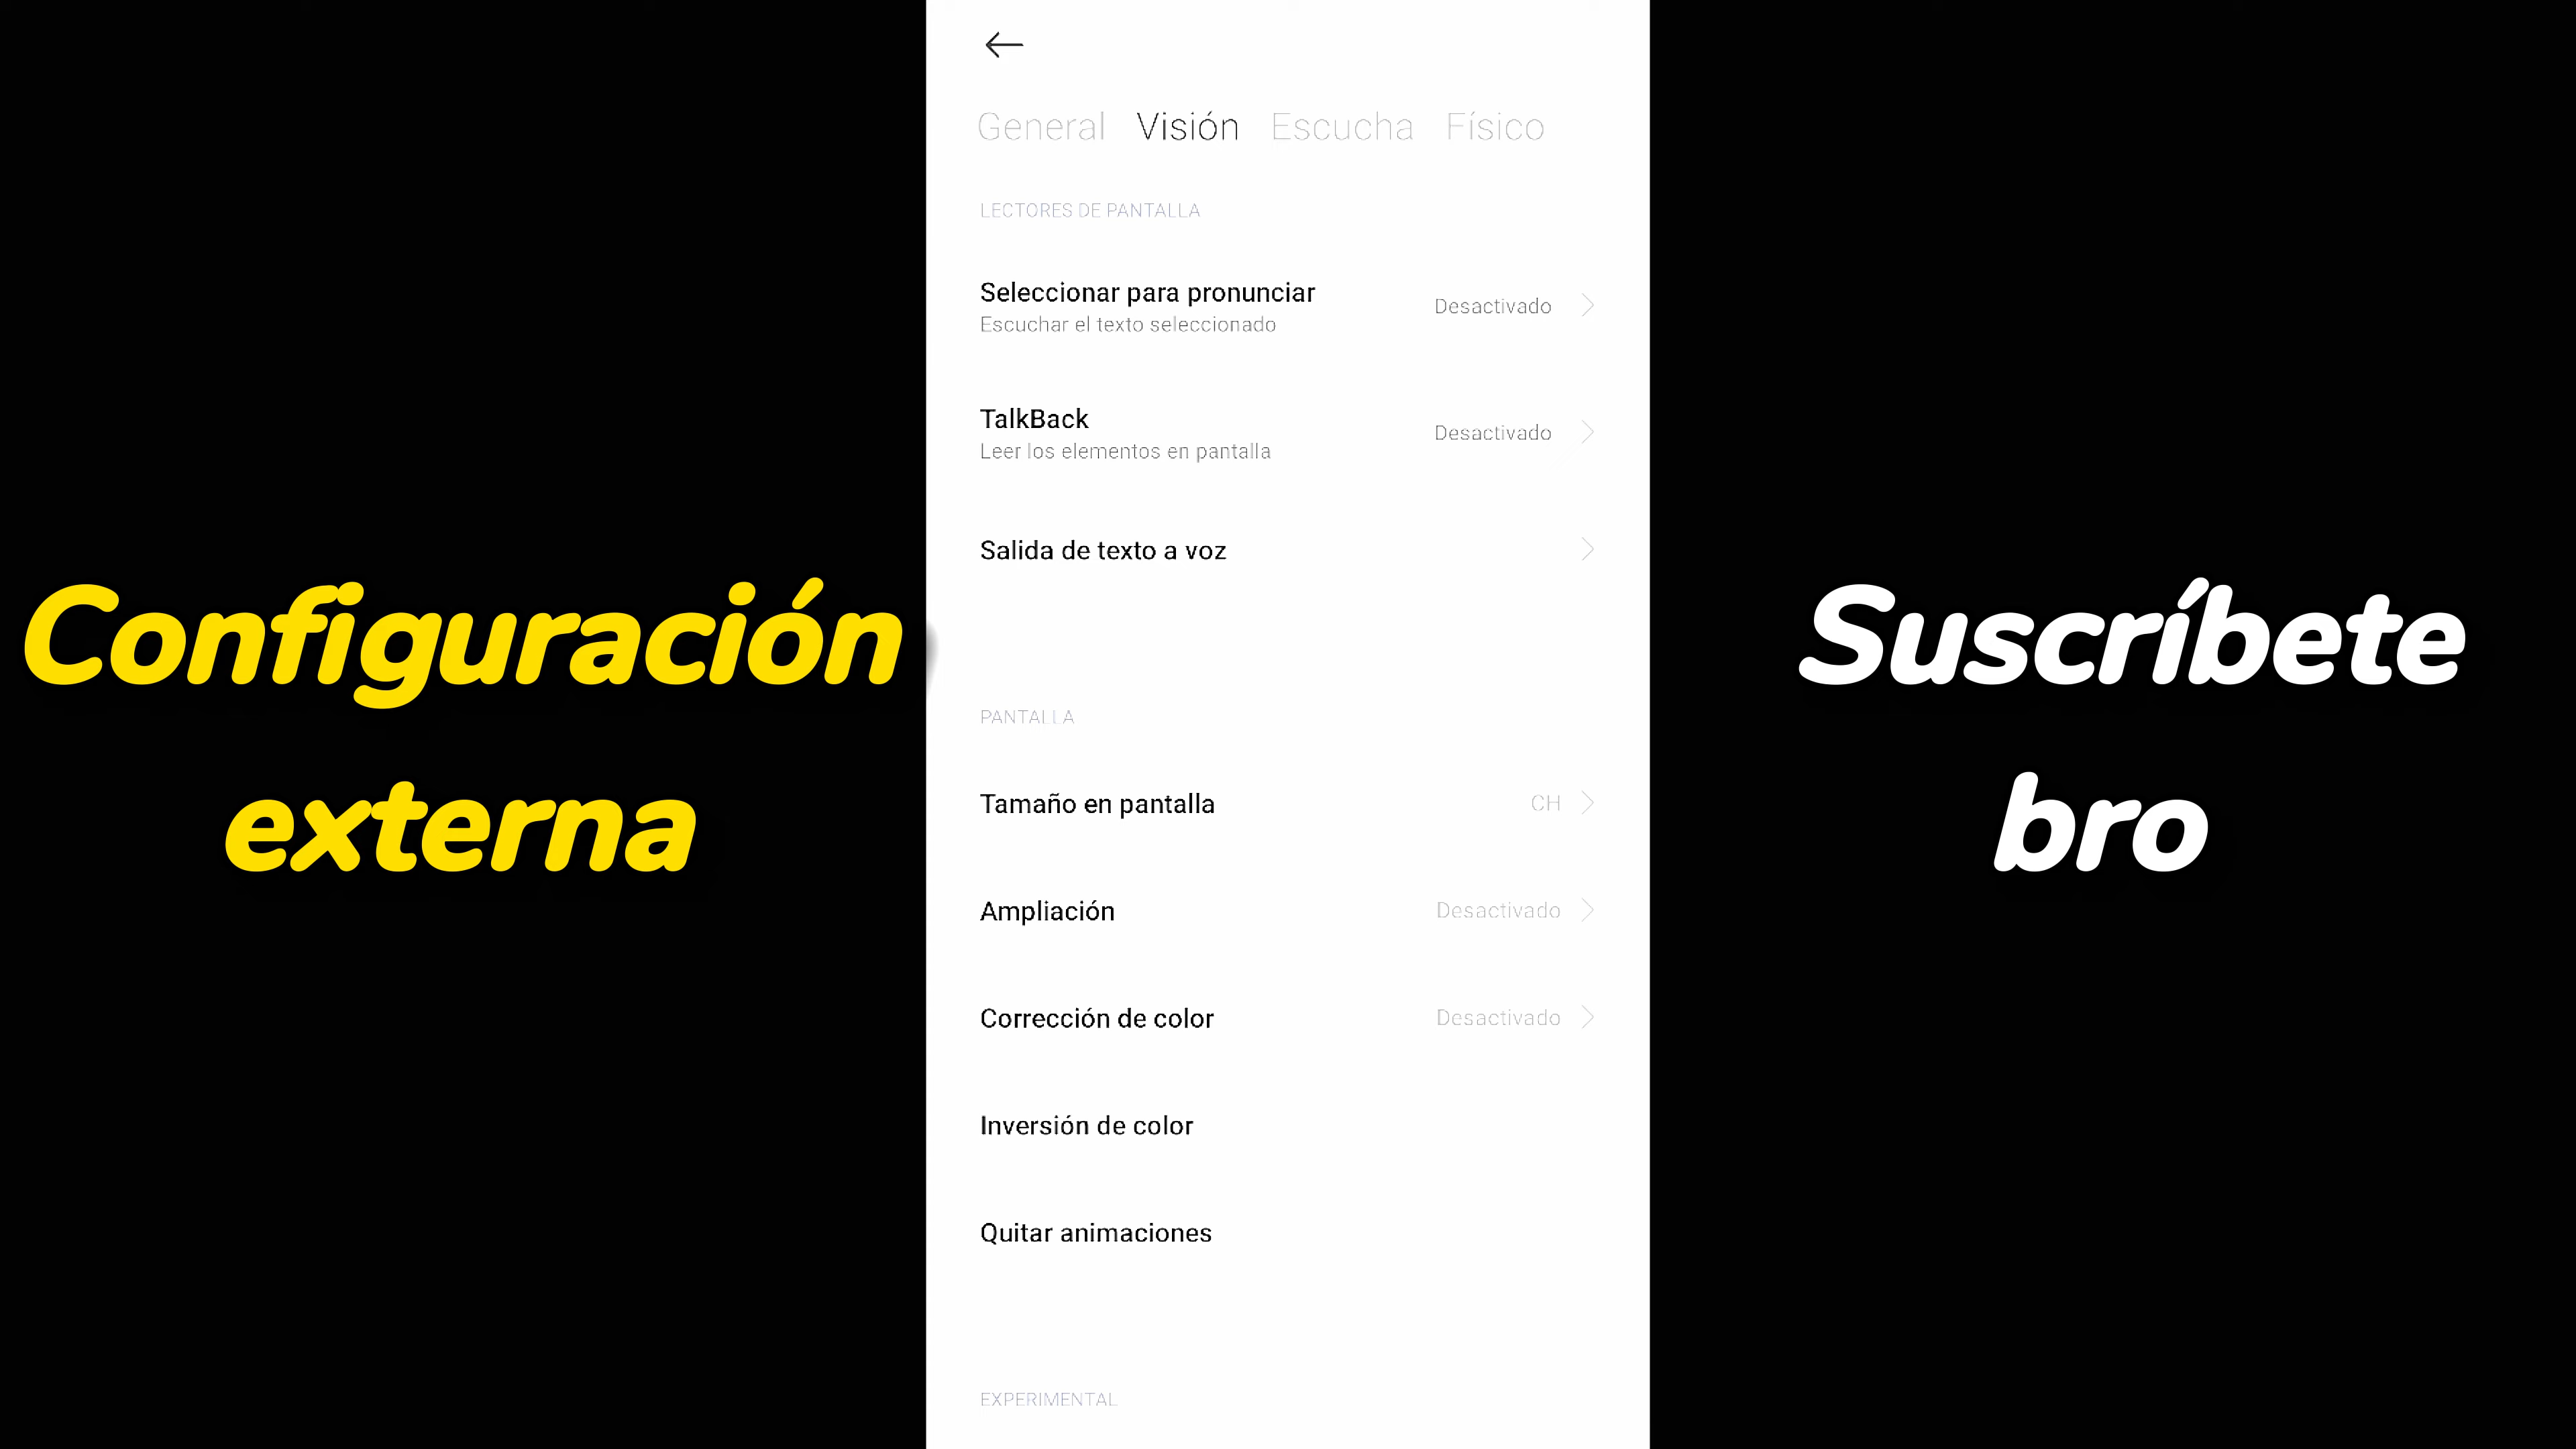 General Visión Escucha Físico
LECTORES DE PANTALLA
Seleccionar para pronunciar
Escuchar el texto seleccionado
Desactivado
TalkBack
Leer los elementos en pantalla
Desactivado
Salida de texto a voz
Configuración
externa
Suscríbete
bro
PANTALLA
Tamaño en pantalla CH
Ampliación Desactivado
Corrección de color Desactivado
Inversión de color
Quitar animaciones
EXPERIMENTAL